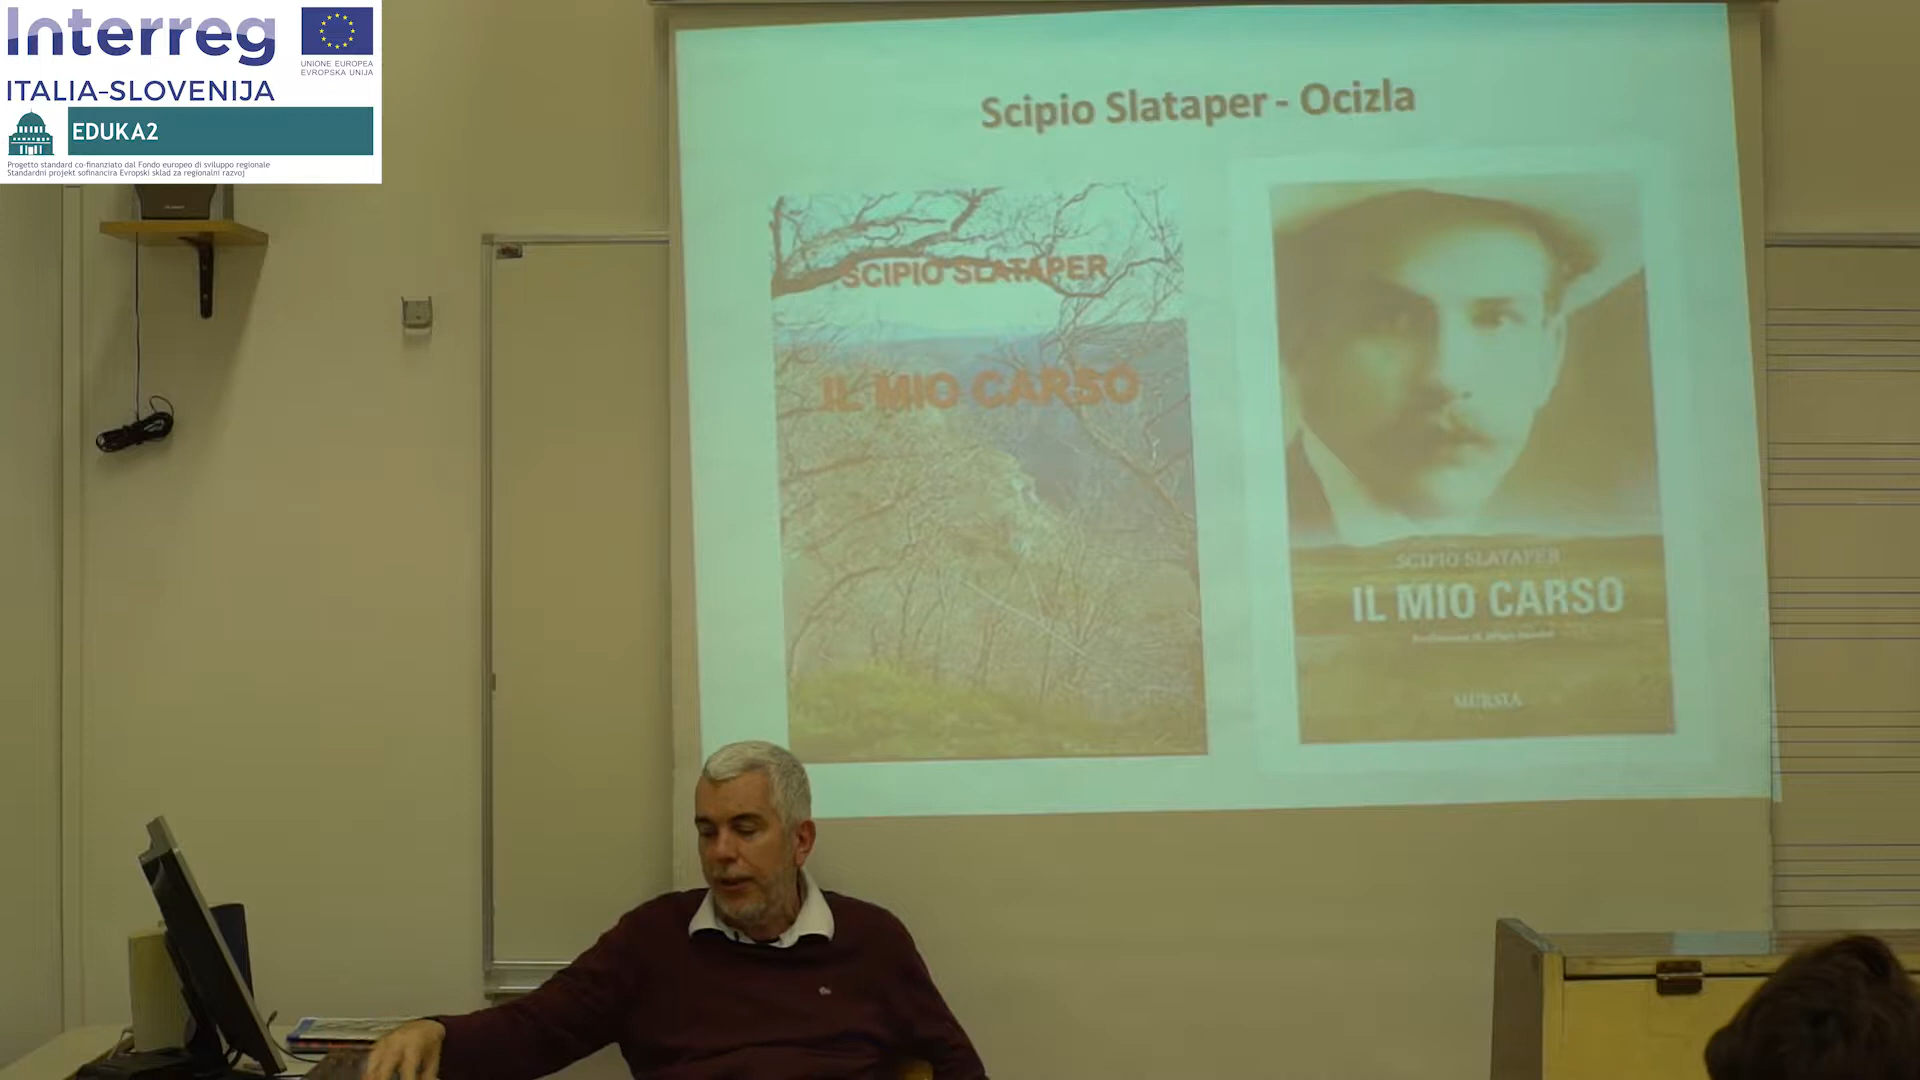 Interreg
UNIONE EUROPEA
EVROPSKA UNIJA
ITALIA-SLOVENIJA
EDUKA2
Progetto standard co-finanziato dal Fondo europeo di sviluppo regionale
Standardni projekt sofinancira Evropski sklad za regionalni razvoj
Scipio Slataper - Ocizla
SCIPIO SLATAPER
IL MIO CARSO
SCIPIO SLATAPER
IL MIO CARSO
MURSIA